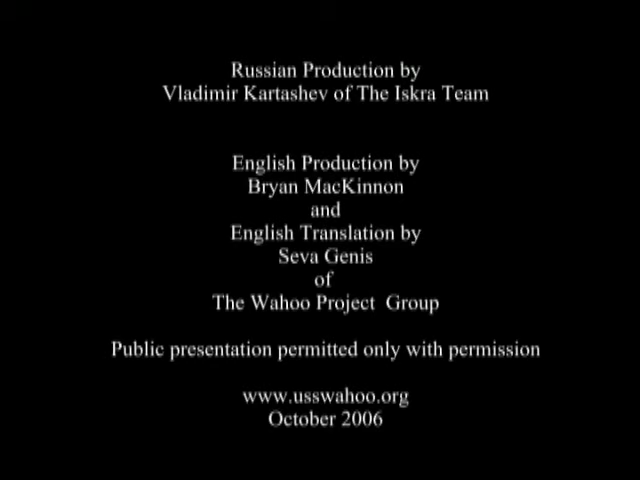 Russian Production by
Vladimir Kartashev of The Iskra Team
English Production by
Bryan MacKinnon
and
English Translation by
Seva Genis
of
The Wahoo Project Group
Public presentation permitted only with permission
www.usswahoo.org
October 2006